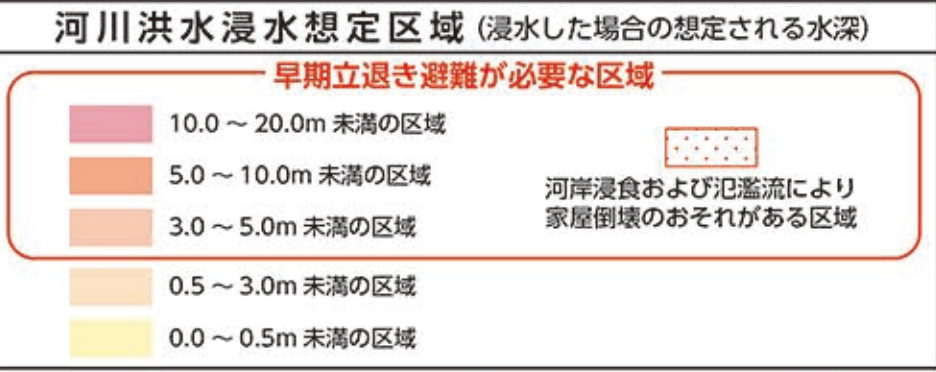 河川洪水浸水想定区域（浸水した場合の想定される水深）
早期立退き避難が必要な区域
10.0 ～ 20.0m 未満の区域
5.0 ～ 10.0m 未満の区域
3.0 ～ 5.0m 未満の区域
河岸浸食および氾濫流により
家屋倒壊のおそれがある区域
0.5 ～ 3.0m 未満の区域
0.0 ～ 0.5m 未満の区域